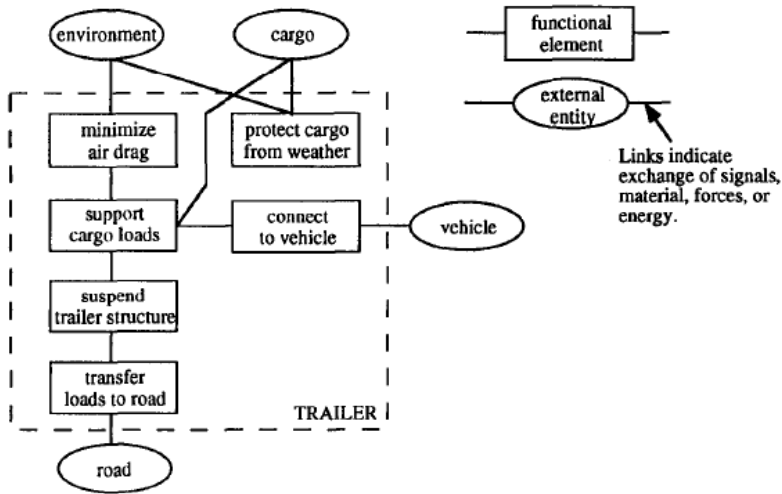 environment
cargo
functional
element
minimize
air drag
protect cargo
from weather
external
entity
Links indicate
exchange of signals,
material, forces, or
energy.
support
cargo loads
connect
to vehicle
vehicle
suspend
trailer structure
transfer
loads to road
TRAILER
road